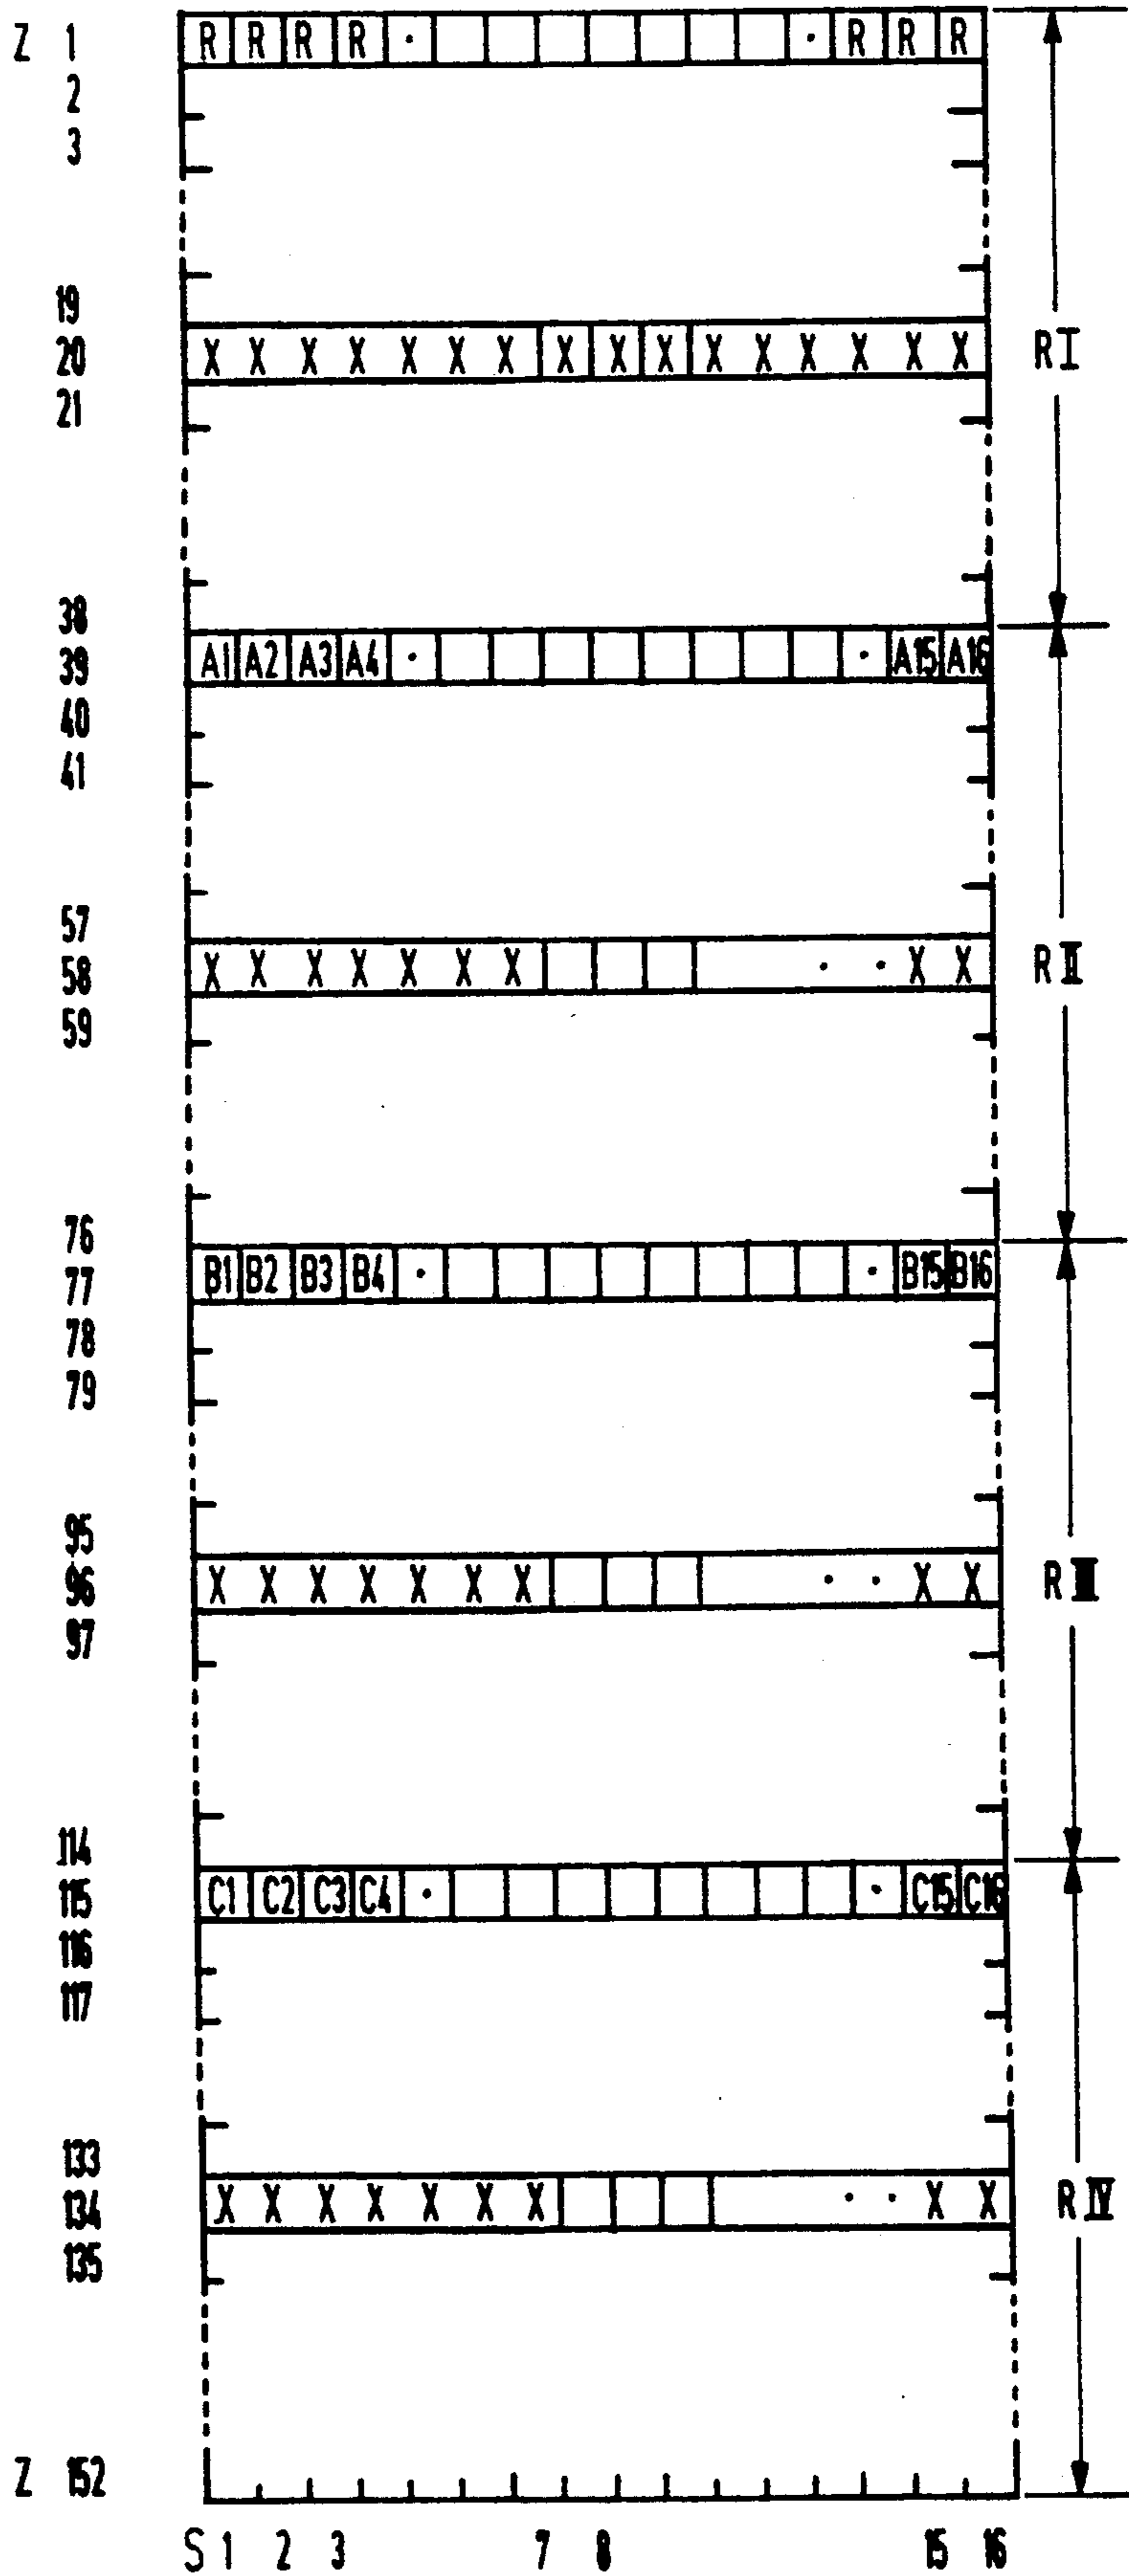 Z 1 R R R R · · R R R
2
3
19
20 X X X X X X X X X X X X X X X X R I
21
38
39 A1 A2 A3 A4 · · A15 A16
40
41
57
58 X X X X X X X · · X X R II
59
76
77 B1 B2 B3 B4 · · B15 B16
78
79
95
96 X X X X X X X · · X X R III
97
114
115 C1 C2 C3 C4 · · C15 C16
116
117
133
134 X X X X X X X · · X X R IV
135
Z 152
S 1 2 3 7 8 15 16